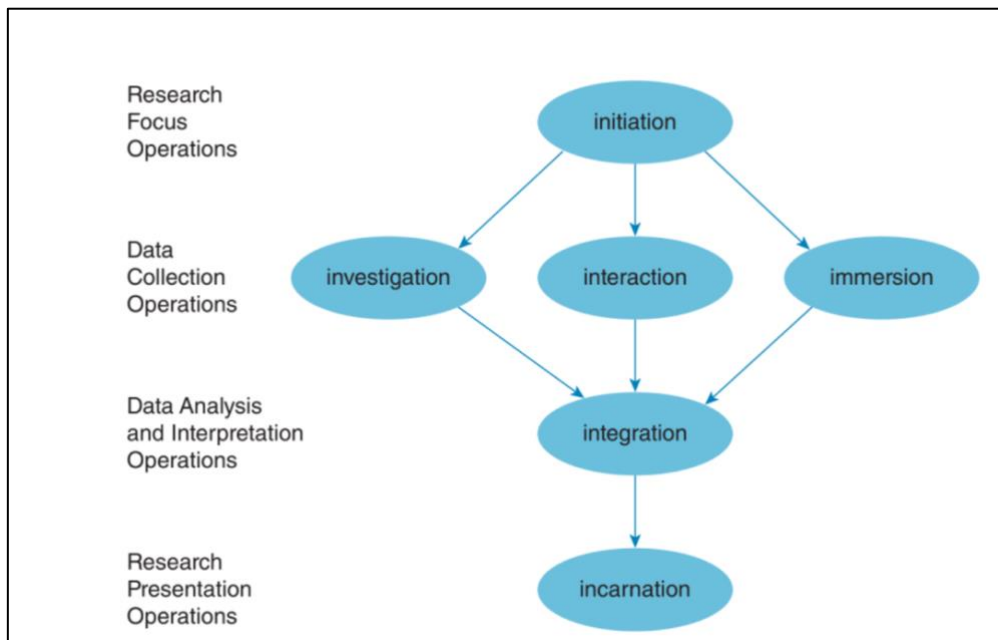 Research
Focus
Operations
initiation
Data
Collection
Operations
investigation
interaction
immersion
Data Analysis
and Interpretation
Operations
integration
Research
Presentation
Operations
incarnation